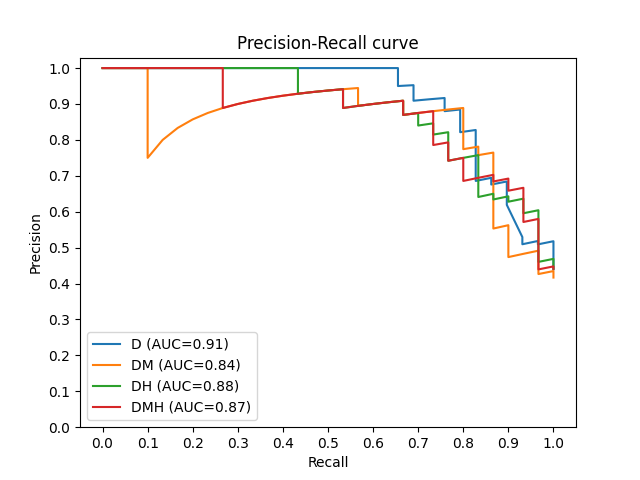 Precision-Recall curve
1.0
0.9
0.8
0.7
0.6
0.5
0.4
0.3
0.2
0.1
0.0
Precision
D (AUC=0.91)
DM (AUC=0.84)
DH (AUC=0.88)
DMH (AUC=0.87)
0.0 0.1 0.2 0.3 0.4 0.5 0.6 0.7 0.8 0.9 1.0
Recall